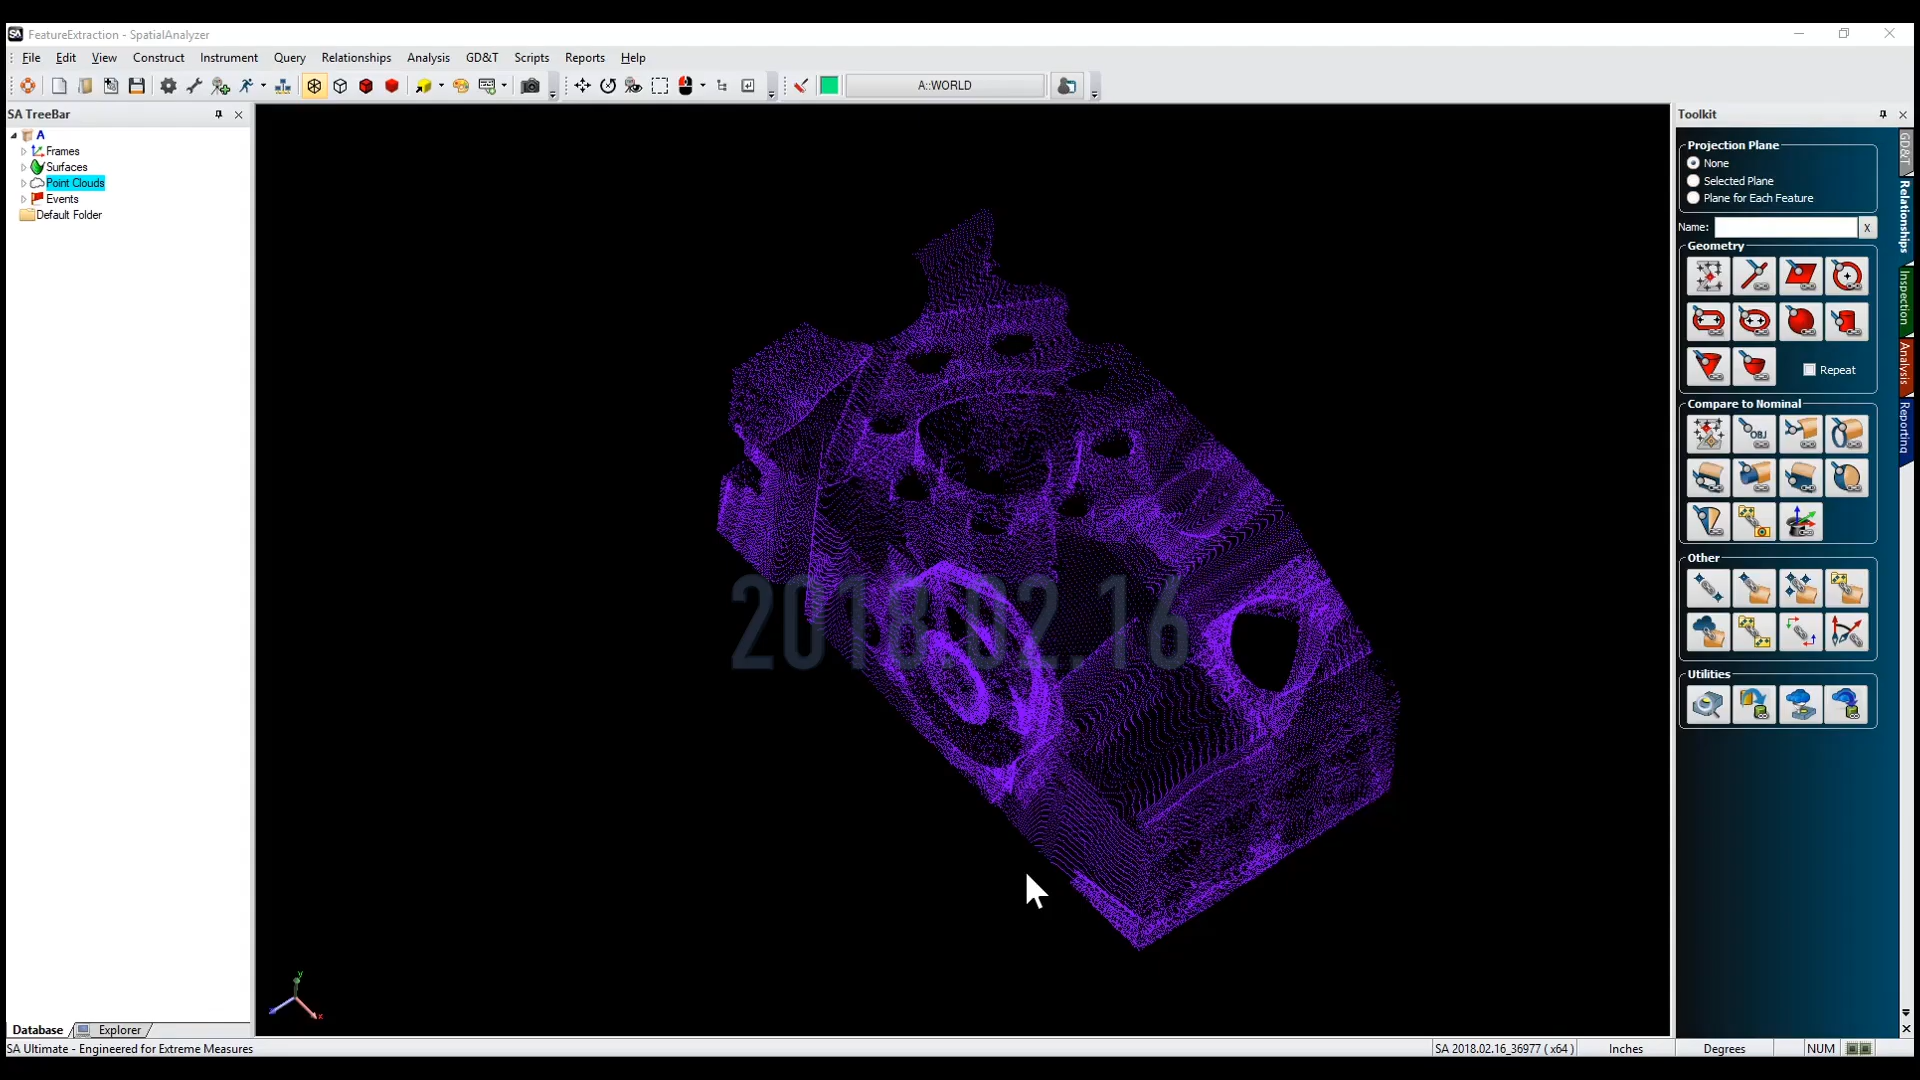 FeatureExtraction - SpatialAnalyzer
File Edit View Construct Instrument Query Relationships Analysis GD&T Scripts Reports Help
A::WORLD
SA TreeBar
A
Frames
Surfaces
Point Clouds
Events
Default Folder
2018.02.16
y
x
Toolkit
Projection Plane
None
Selected Plane
Plane for Each Feature
Name:
X
Geometry
Repeat
Compare to Nominal
OBJ
Other
Utilities
GD&T
Relationships
Inspection
Analysis
Reporting
Database Explorer
SA Ultimate - Engineered for Extreme Measures
SA 2018.02.16_36977 ( x64 ) Inches Degrees NUM